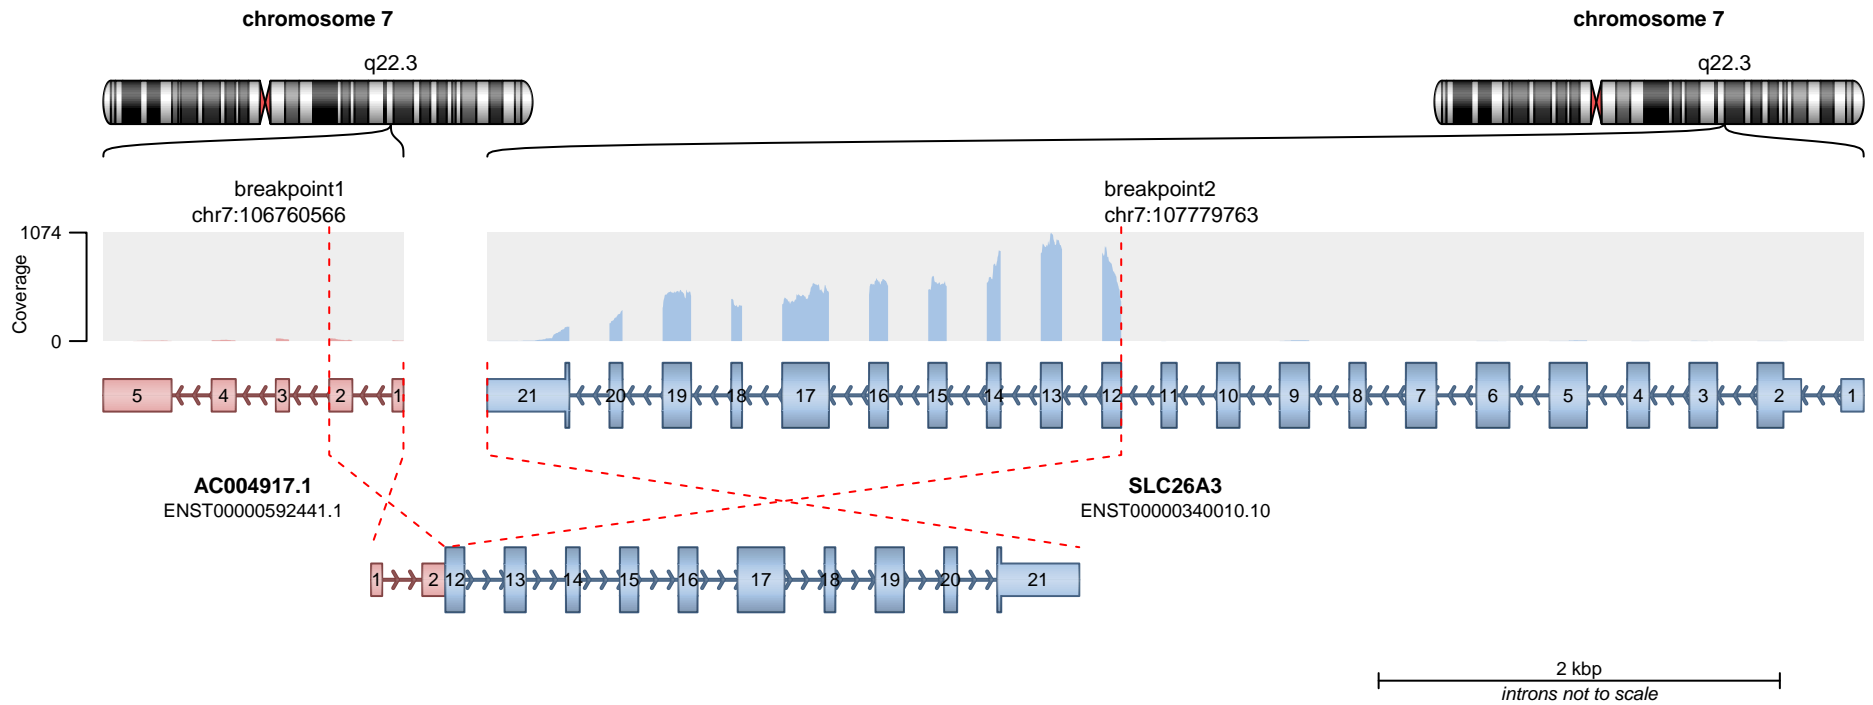 chromosome 7
chromosome 7
q22.3
q22.3
breakpoint1
chr7:106760566
breakpoint2
chr7:107779763
1074
0
Coverage
5 4 3 2 1
21 20 19 18 17 16 15 14 13 12 11 10 9 8 7 6 5 4 3 2 1
AC004917.1
ENST00000592441.1
SLC26A3
ENST00000340010.10
1 2 12 13 14 15 16 17 18 19 20 21
2 kbp
introns not to scale